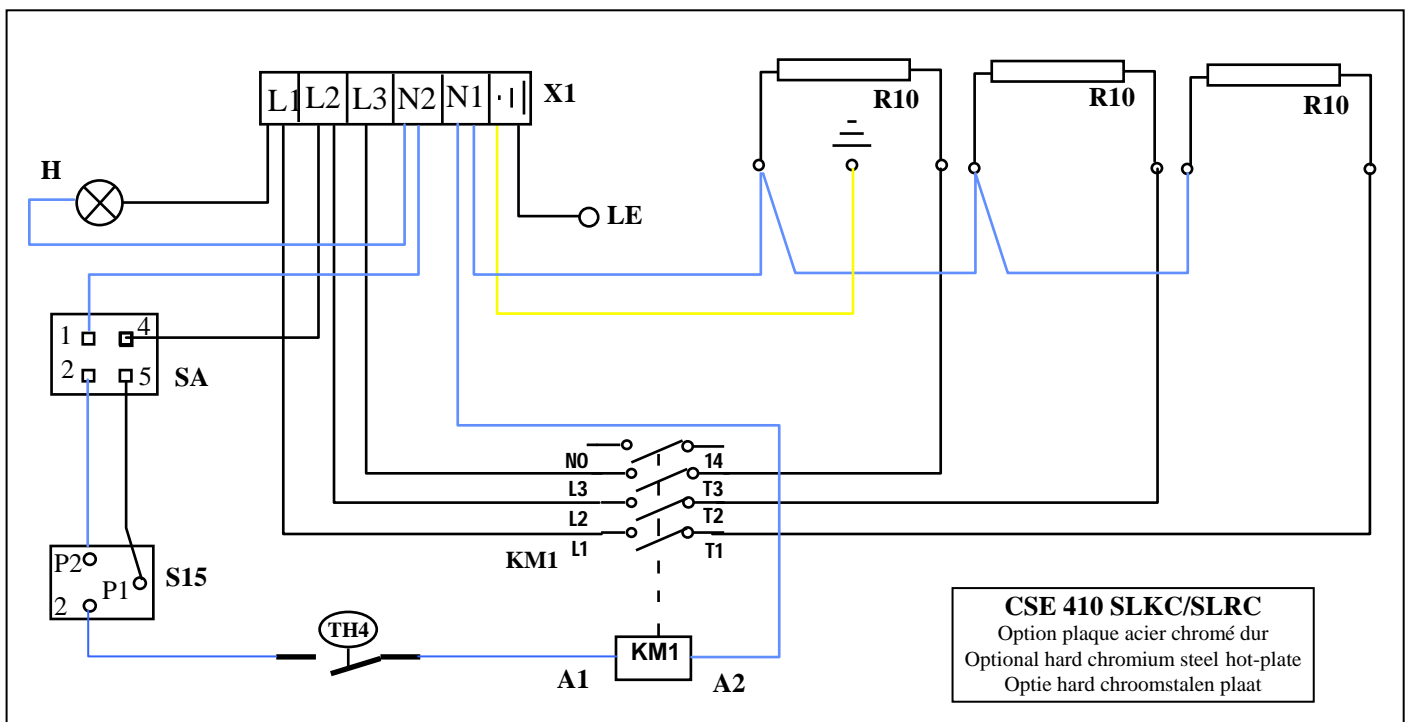 L1 L2 L3 N2 N1 X1
R10
R10
R10
H
LE
1 4
2 5
SA
NO 14
L3 T3
L2 T2
L1 T1
KM1
P2
P1
2
S15
TH4
KM1
A1
A2
CSE 410 SLKC/SLRC
Option plaque acier chromé dur
Optional hard chromium steel hot-plate
Optie hard chroomstalen plaat